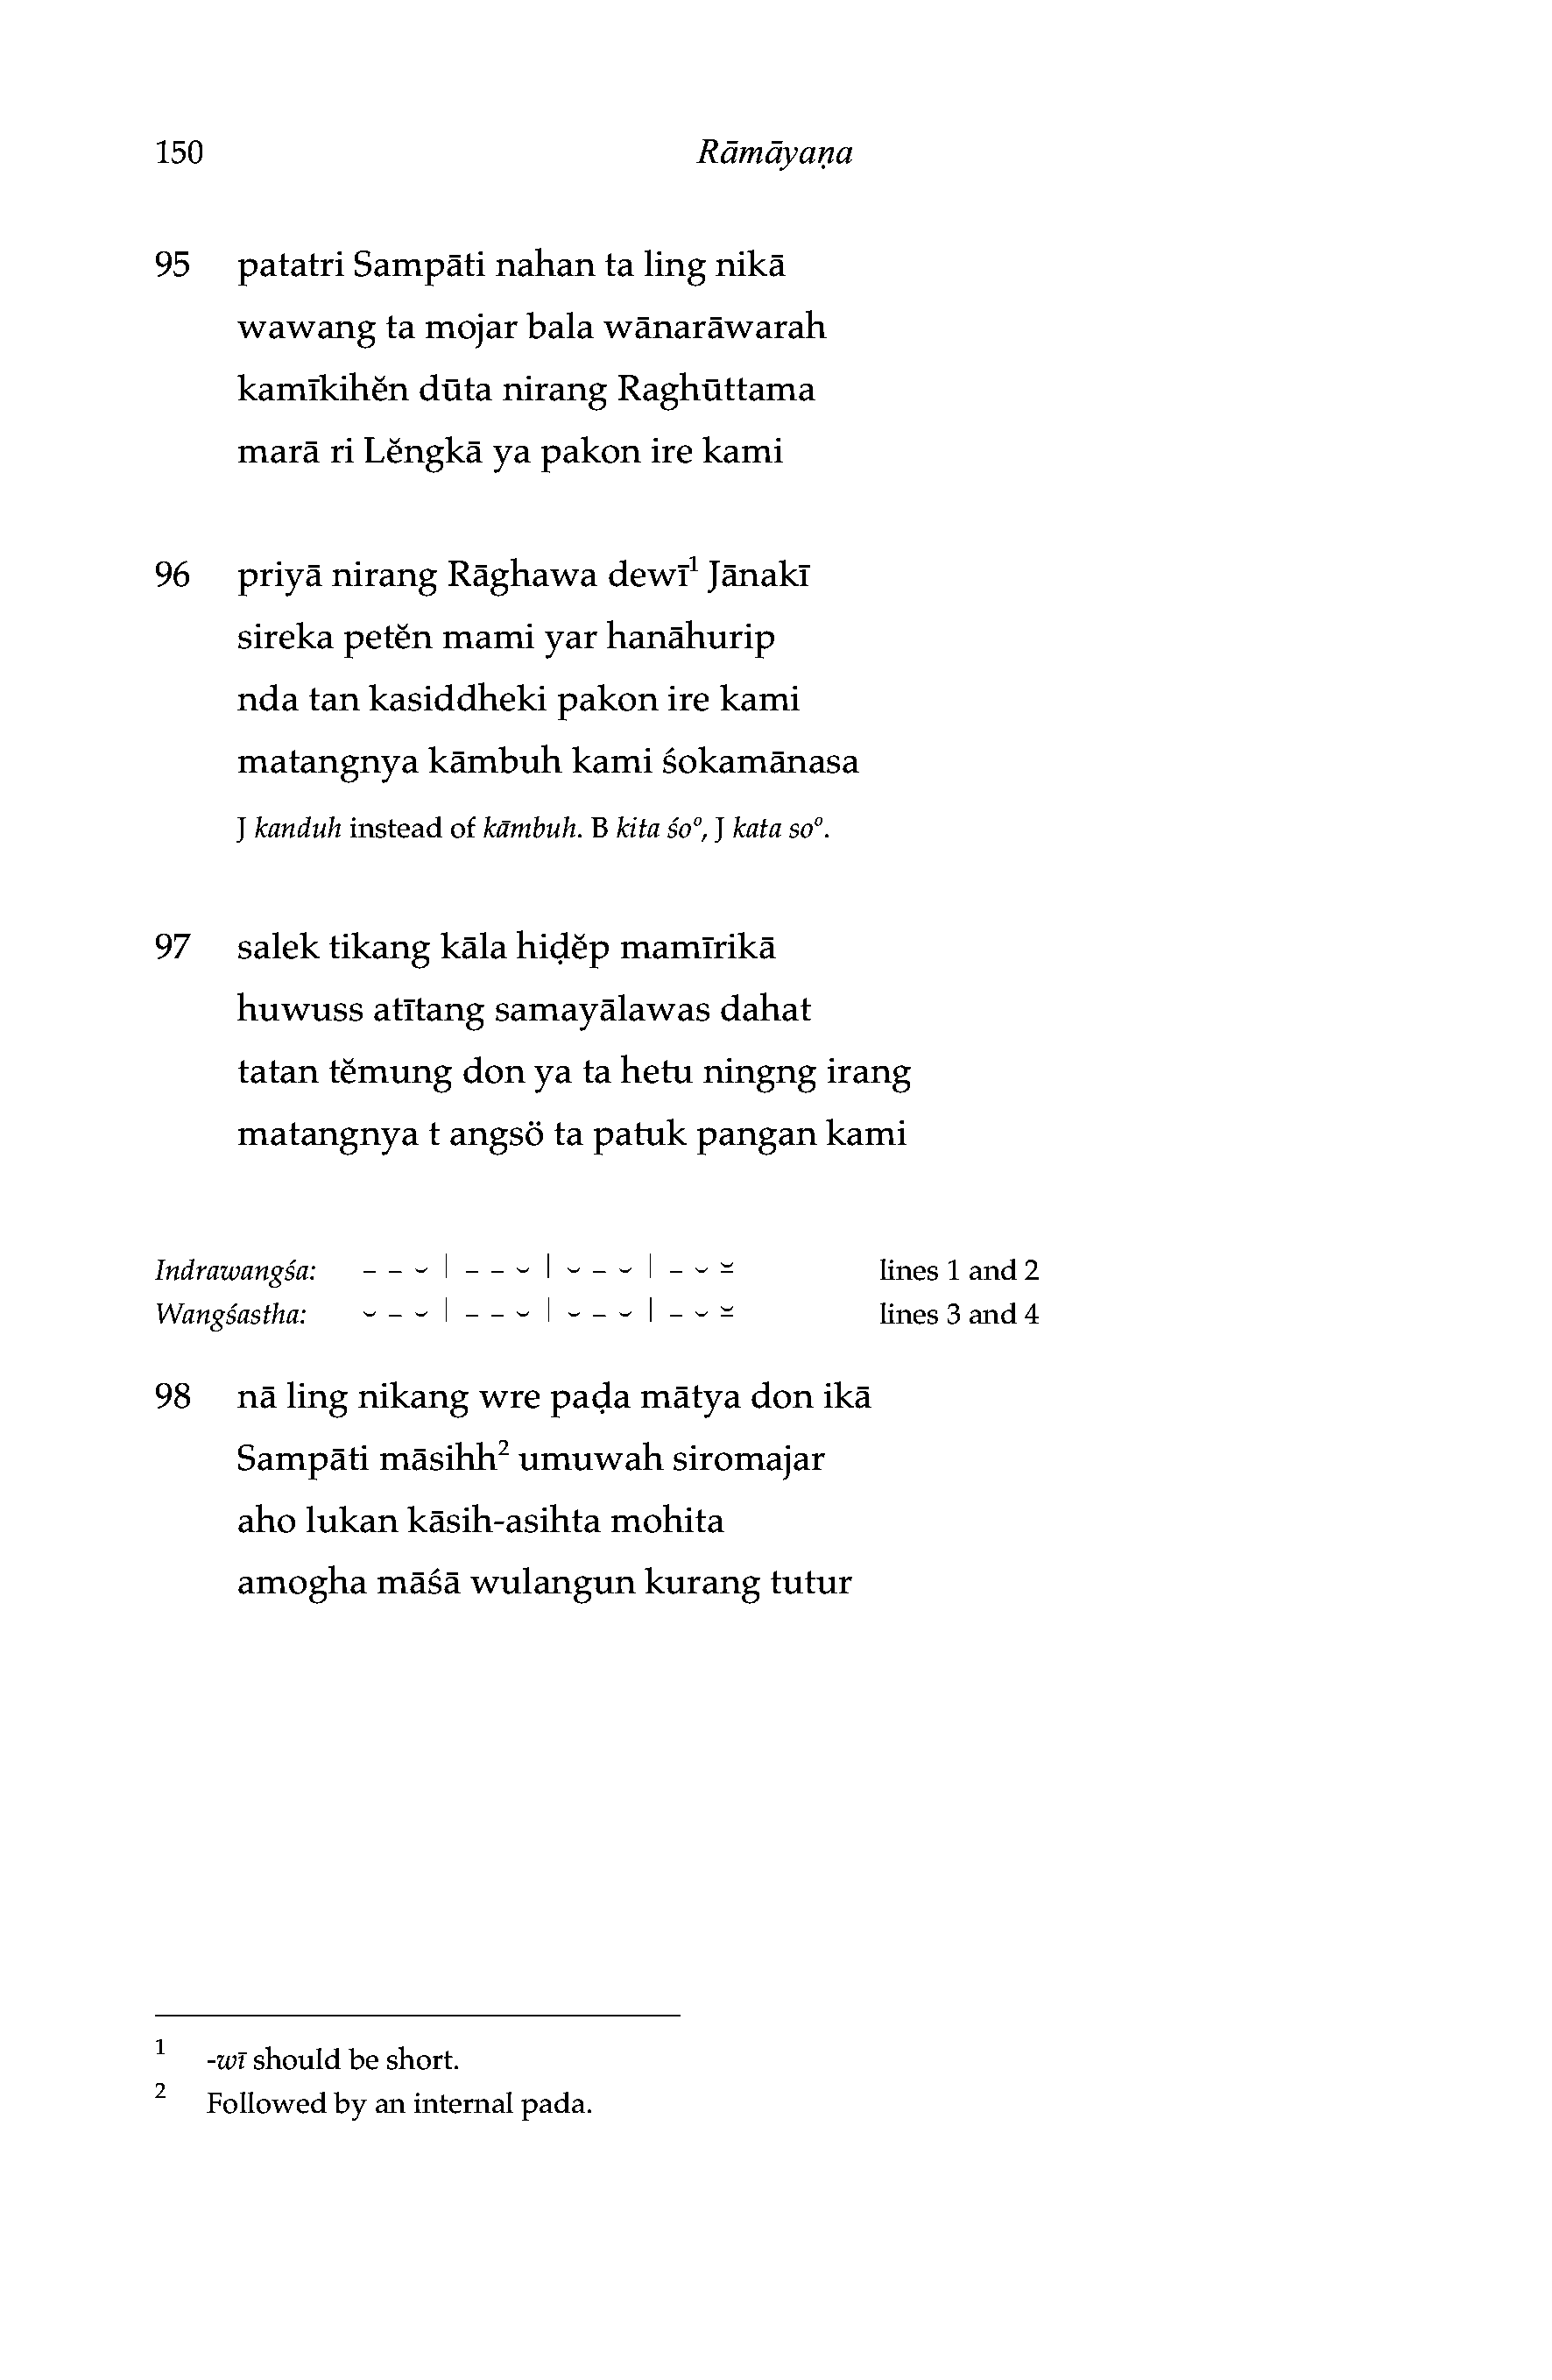 150 Rāmāyaṇa
95 patatri Sampāti nahan ta ling nikā
wawang ta mojar bala wānarāwarah
kamīkihĕn dūta nirang Raghūttama
marā ri Lĕngkā ya pakon ire kami
96 priyā nirang Rāghawa dewī¹ Jānakī
sireka petĕn mami yar hanāhurip
nda tan kasiddheki pakon ire kami
matangnya kāmbuh kami śokamānasa
J kanduh instead of kāmbuh. B kita śoº, J kata soº.
97 salek tikang kāla hiḍĕp mamīrikā
huwuss atītang samayālawas dahat
tatan tĕmung don ya ta hetu ningng irang
matangnya t angsö ta patuk pangan kami
Indrawangśa: – – ⏑ | – – ⏑ | ⏑ – ⏑ | – ⏑ ⏓ lines 1 and 2
Wangśastha: ⏑ – ⏑ | – – ⏑ | ⏑ – ⏑ | – ⏑ ⏓ lines 3 and 4
98 nā ling nikang wre paḍa mātya don ikā
Sampāti māsihh² umuwah siromajar
aho lukan kāsih-asihta mohita
amogha māśā wulangun kurang tutur
1 -wī should be short.
2 Followed by an internal pada.